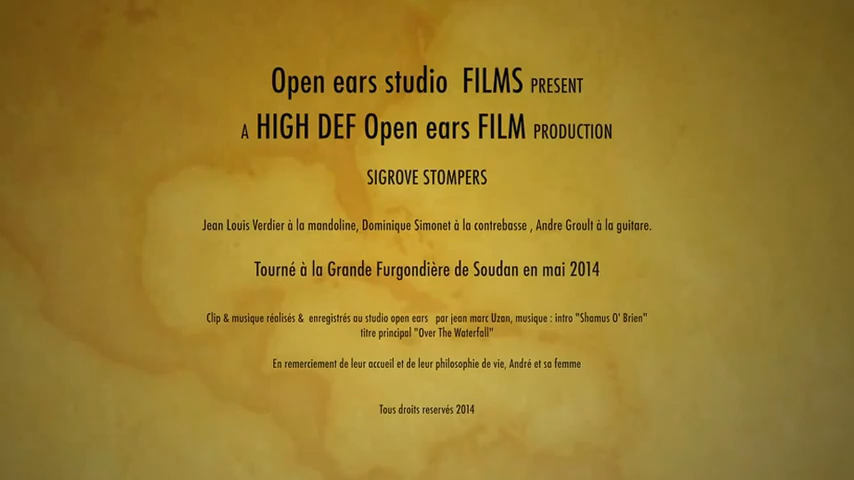 Open ears studio FILMS PRESENT
A HIGH DEF Open ears FILM PRODUCTION
SIGROVE STOMPERS
Jean Louis Verdier à la mandoline, Dominique Simonet à la contrebasse , Andre Groult à la guitare.
Tourné à la Grande Furgondière de Soudan en mai 2014
Clip & musique réalisés & enregistrés au studio open ears par jean marc Uzan, musique : intro "Shamus O' Brien"
titre principal "Over The Waterfall"
En remerciement de leur accueil et de leur philosophie de vie, André et sa femme
Tous droits reservés 2014